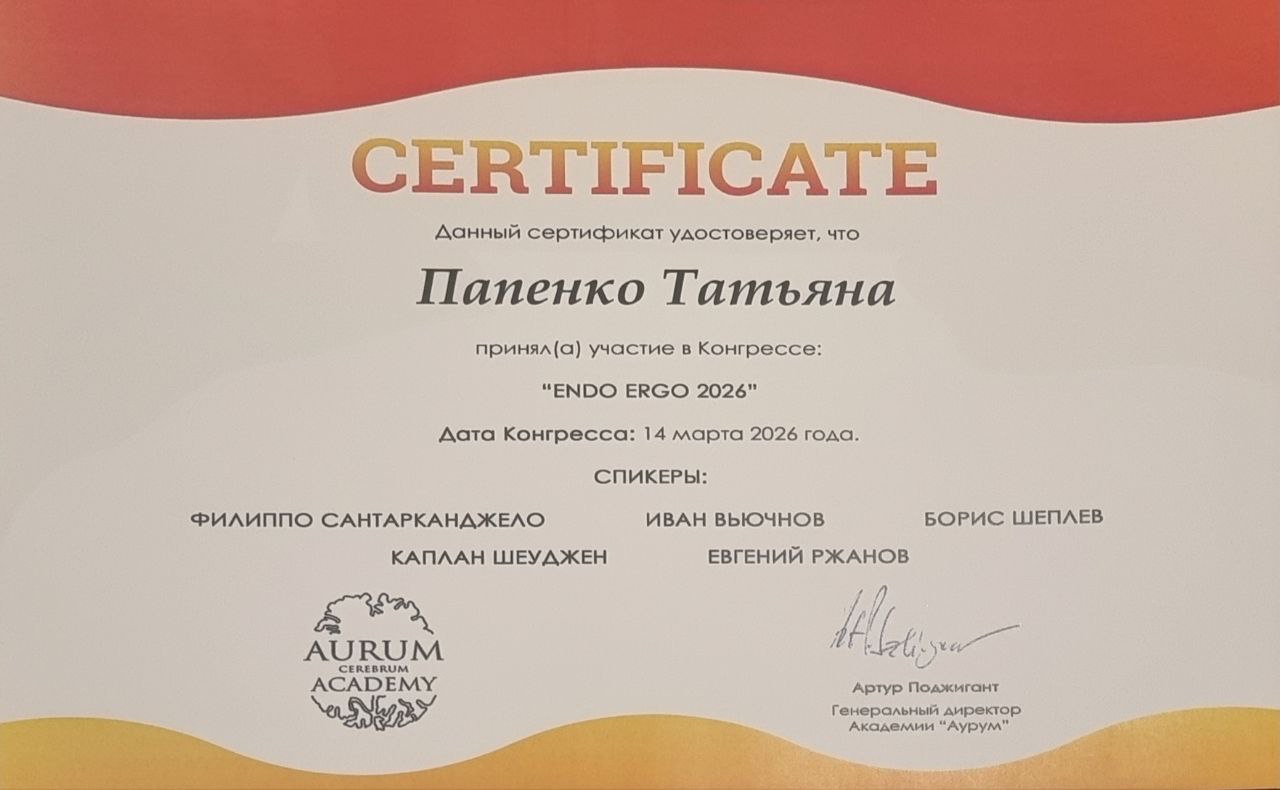 CERTIFICATE
Данный сертификат удостоверяет, что
Папенко Татьяна
принял(а) участие в Конгрессе:
“ENDO ERGO 2026”
Дата Конгресса: 14 марта 2026 года.
СПИКЕРЫ:
ФИЛИППО САНТАРКАНДЖЕЛО ИВАН ВЬЮЧНОВ БОРИС ШЕПЛЕВ
КАПЛАН ШЕУДЖЕН ЕВГЕНИЙ РЖАНОВ
AURUM
CEREBRUM
ACADEMY
Артур Поджигант
Генеральный директор
Академии “Аурум”